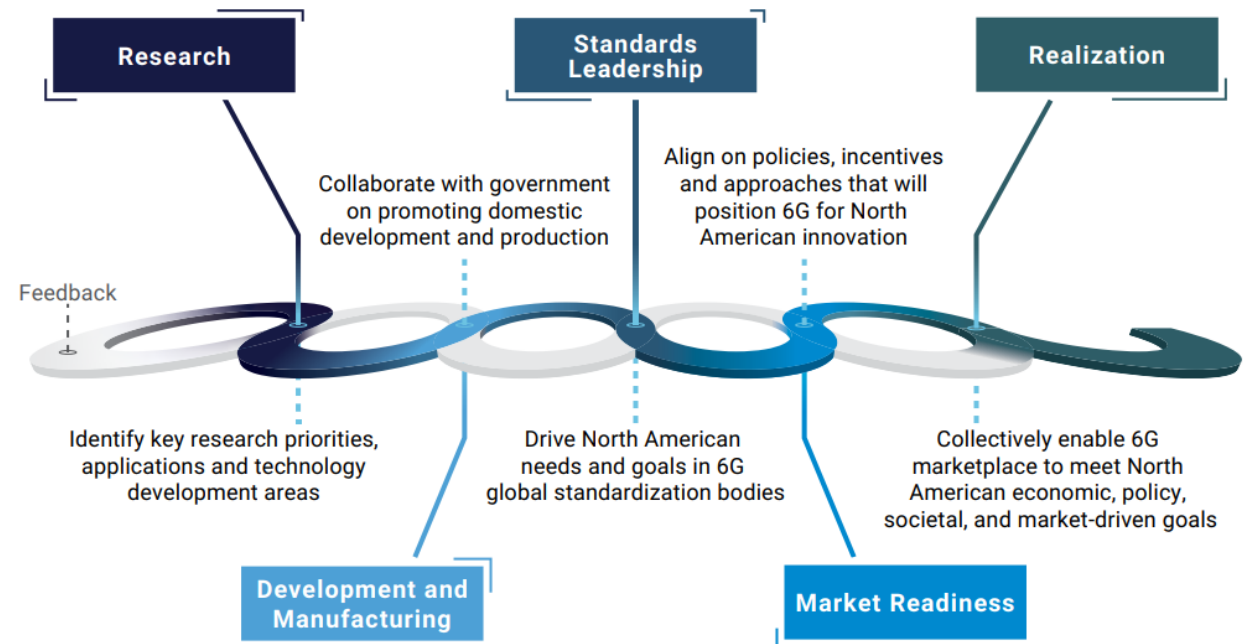 Research
Standards
Leadership
Realization
Collaborate with government
on promoting domestic
development and production
Align on policies, incentives
and approaches that will
position 6G for North
American innovation
Feedback
Identify key research priorities,
applications and technology
development areas
Drive North American
needs and goals in 6G
global standardization bodies
Collectively enable 6G
marketplace to meet North
American economic, policy,
societal, and market-driven goals
Development and
Manufacturing
Market Readiness